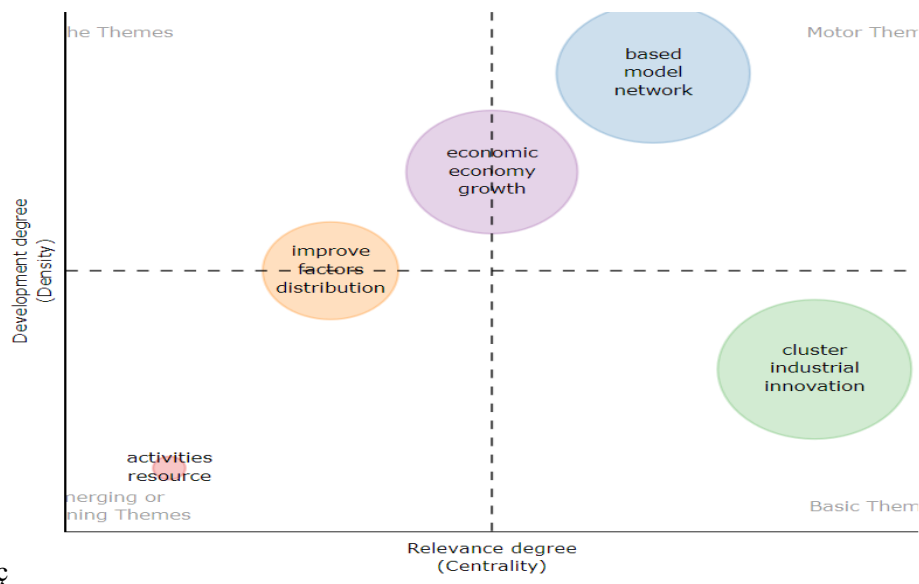 he Themes
Motor Them
based
model
network
economic
economy
growth
improve
factors
distribution
cluster
industrial
innovation
activities
resource
merging or
ning Themes
Basic Them
Development degree
(Density)
Relevance degree
(Centrality)
ç